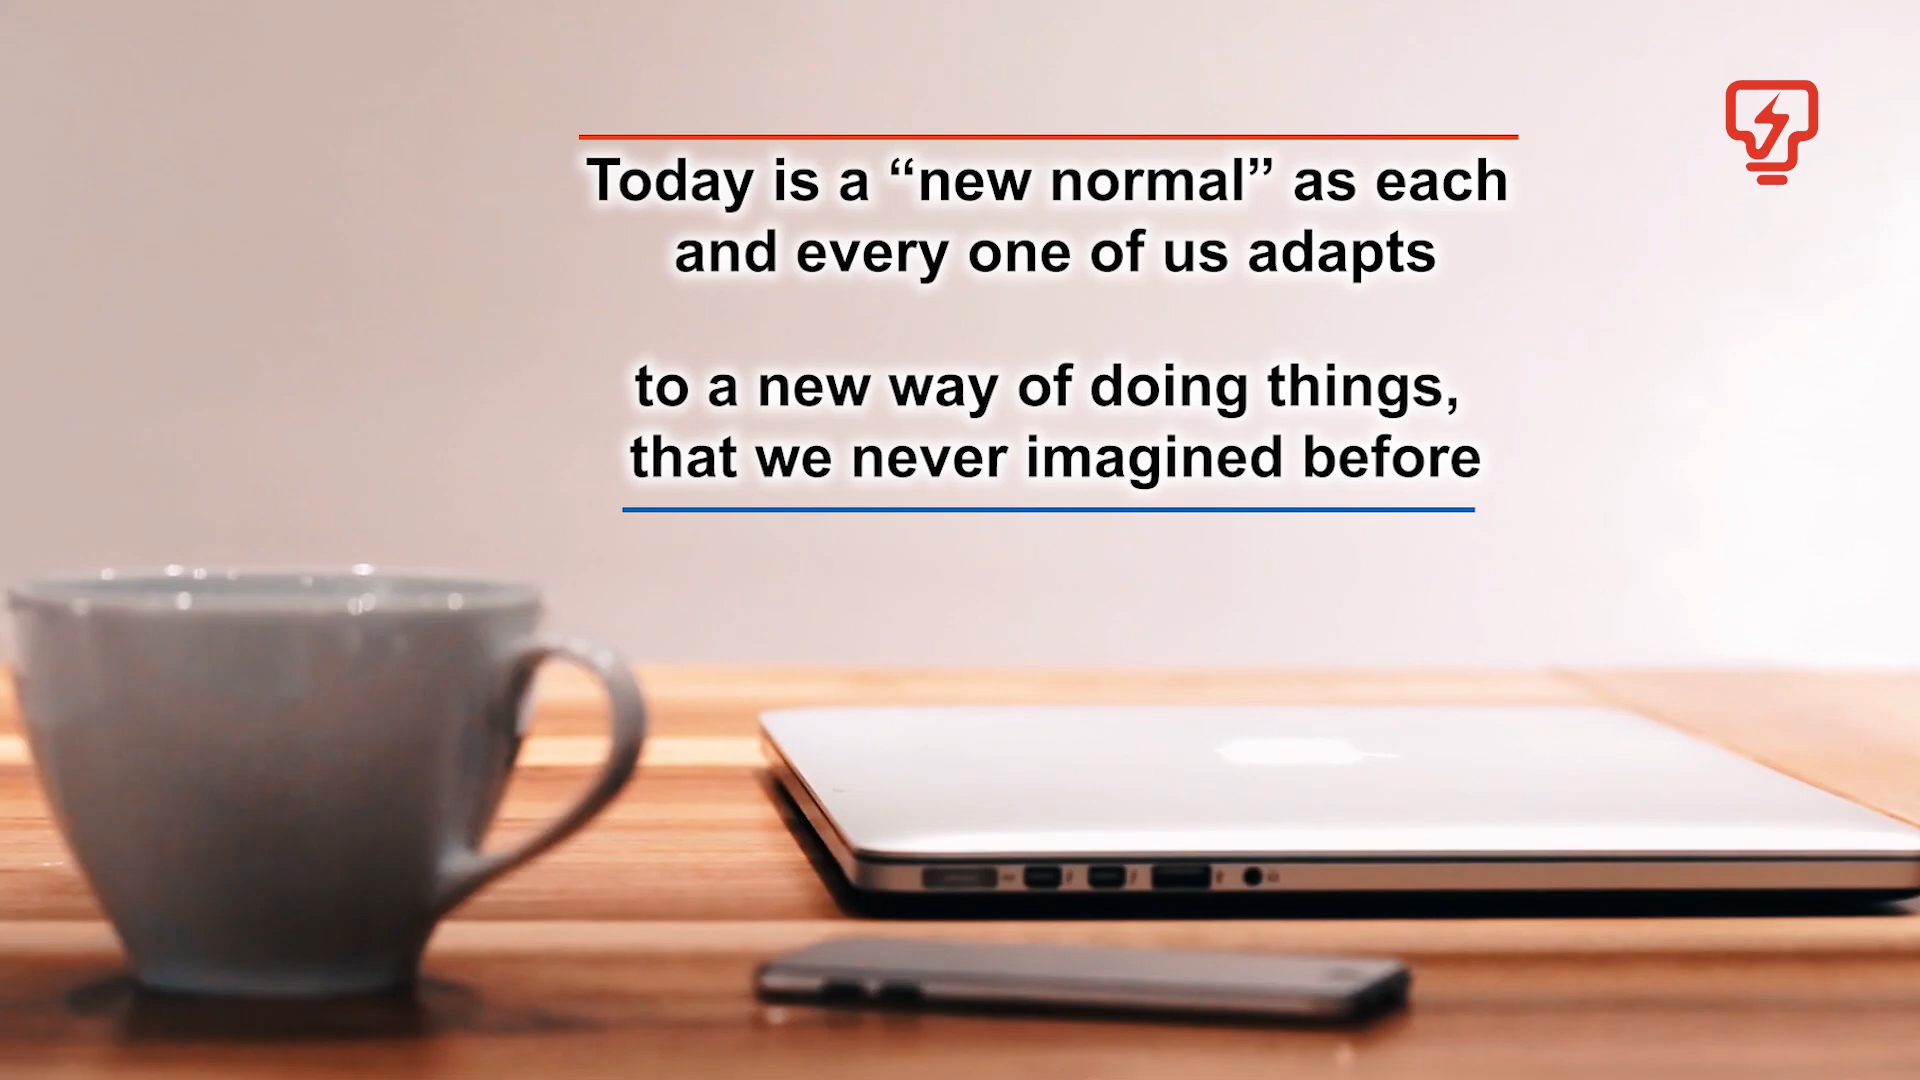 Today is a “new normal” as each
and every one of us adapts
to a new way of doing things,
that we never imagined before